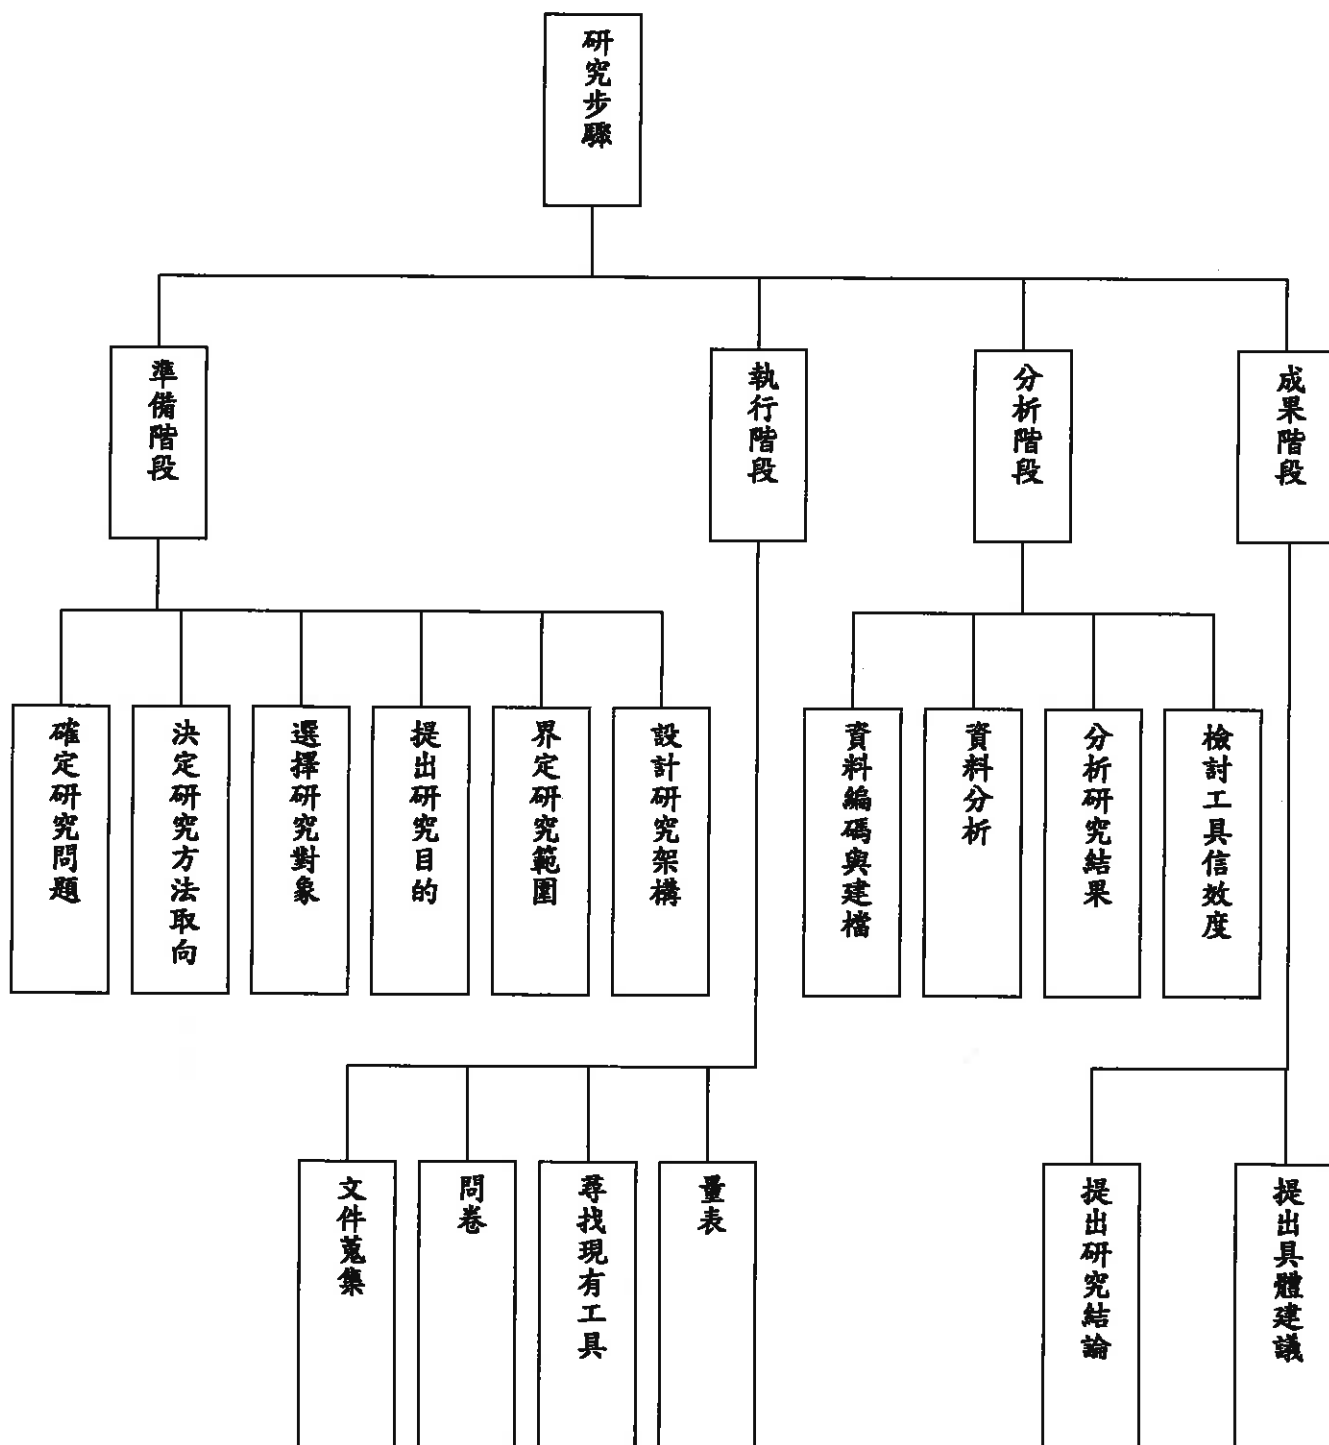 研究步驟
準備階段
執行階段
分析階段
成果階段
確定研究問題
決定研究方法取向
選擇研究對象
提出研究目的
界定研究範圍
設計研究架構
資料編碼與建檔
資料分析
分析研究結果
檢討工具信效度
文件蒐集
問卷
尋找現有工具
量表
提出研究結論
提出具體建議